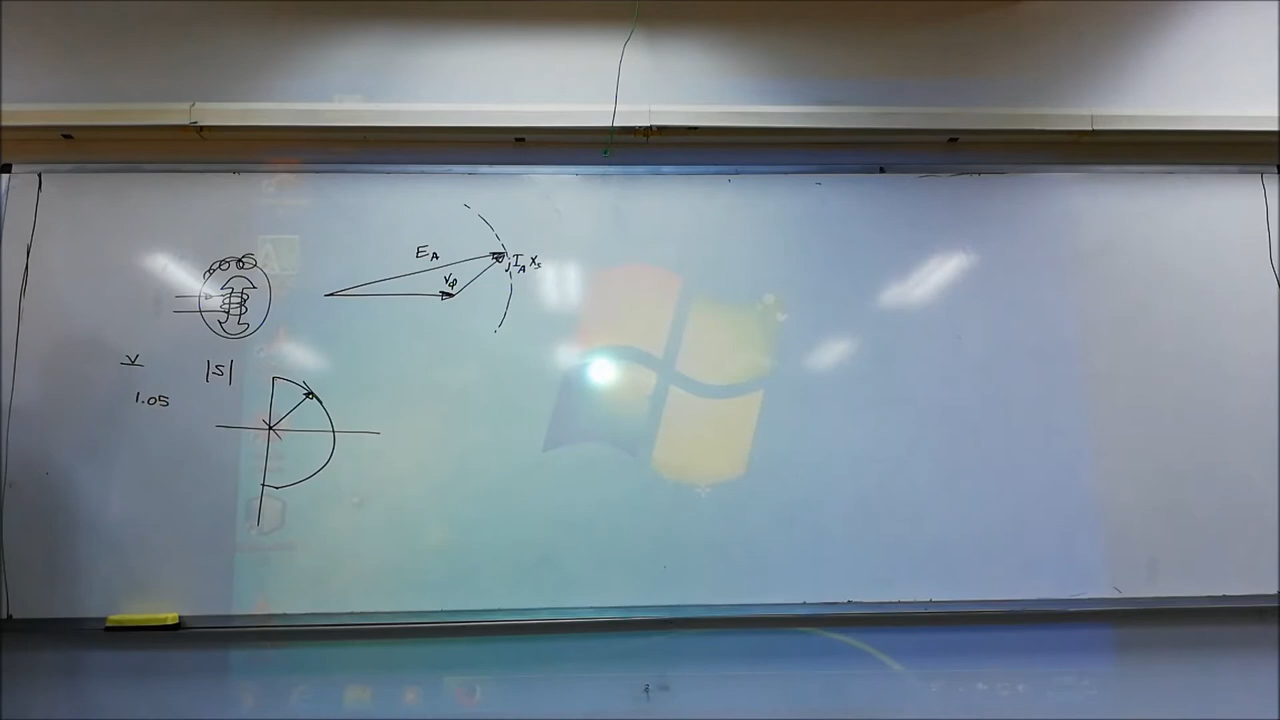 E_A
V_φ
jI_A X_s
V
|S|
1.05